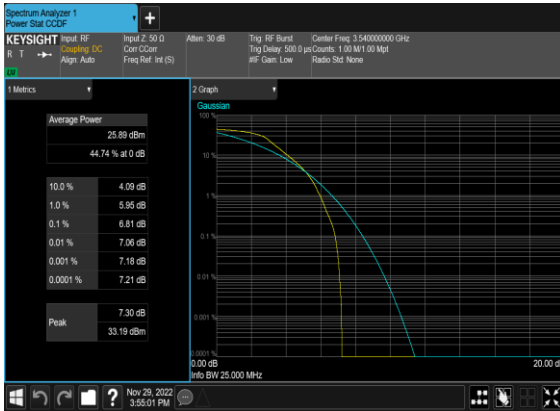 Spectrum Analyzer 1
Power Stat CCDF
KEYSIGHT
R T
LXI
Input: RF
Coupling: DC
Align: Auto
Input Z: 50 Ω
Corr CCorr
Freq Ref: Int (S)
Atten: 30 dB
Trig: RF Burst
Trig Delay: 500.0 µs
#IF Gain: Low
Center Freq: 3.540000000 GHz
Counts: 1.00 M/1.00 Mpt
Radio Std: None
1 Metrics
Average Power
25.89 dBm
44.74 % at 0 dB
10.0 % 4.09 dB
1.0 % 5.95 dB
0.1 % 6.81 dB
0.01 % 7.06 dB
0.001 % 7.18 dB
0.0001 % 7.21 dB
Peak
7.30 dB
33.19 dBm
2 Graph
Gaussian
100 %
10 %
1 %
0.1 %
0.01 %
0.001 %
0.0001 %
0.00 dB
20.00 d
Info BW 25.000 MHz
?
Nov 29, 2022
3:55:01 PM